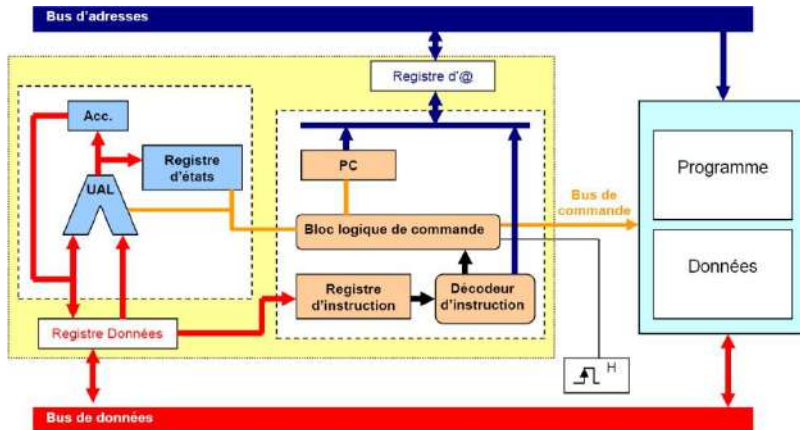 Bus d'adresses
Registre d'@
Acc.
Registre
d'états
UAL
PC
Programme
Bus de
commande
Bloc logique de commande
Données
Registre
d'instruction
Décodeur
d'instruction
Registre Données
H
Bus de données